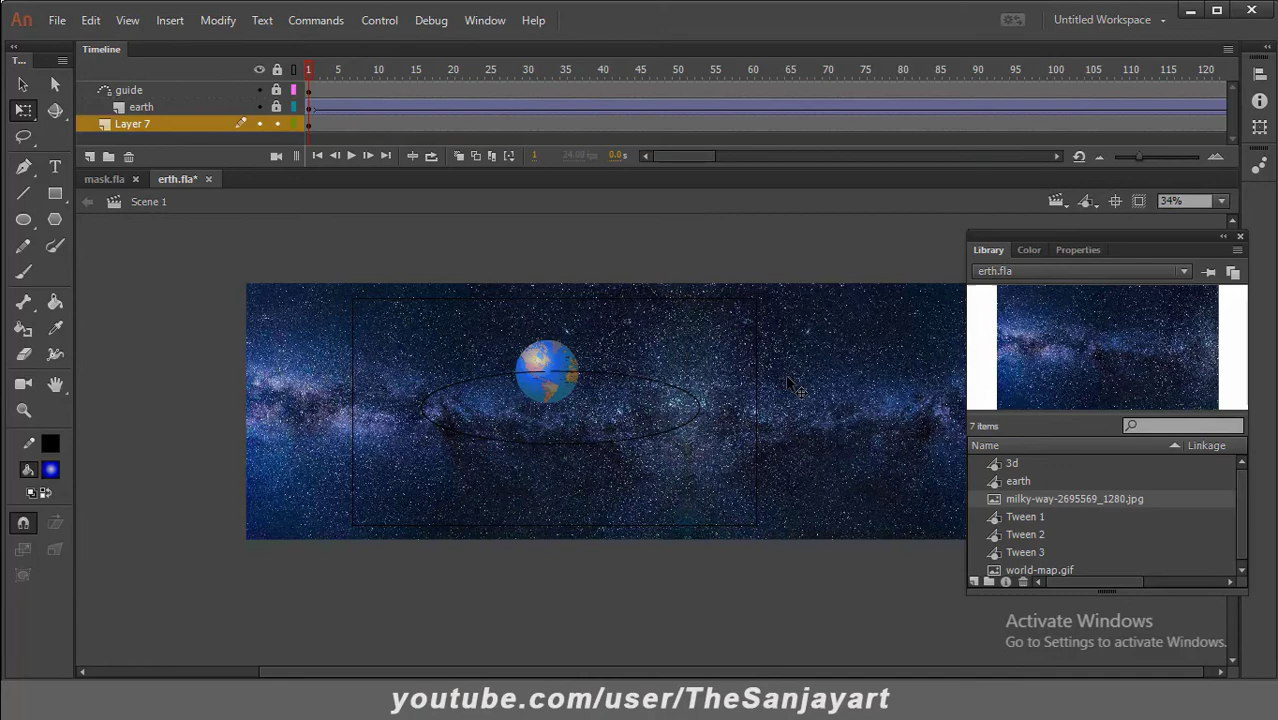 An File Edit View Insert Modify Text Commands Control Debug Window Help Untitled Workspace
T... Timeline
1 5 10 15 20 25 30 35 40 45 50 55 60 65 70 75 80 85 90 95 100 105 110 115 120
guide
earth
Layer 7
1 24.00 fps 0.0 s
mask.fla × erth.fla* ×
Scene 1 34%
Library Color Properties
erth.fla
7 items
Name Linkage
3d
earth
milky-way-2695569_1280.jpg
Tween 1
Tween 2
Tween 3
world-map.gif
Activate Windows
Go to Settings to activate Windows.
youtube.com/user/TheSanjayart